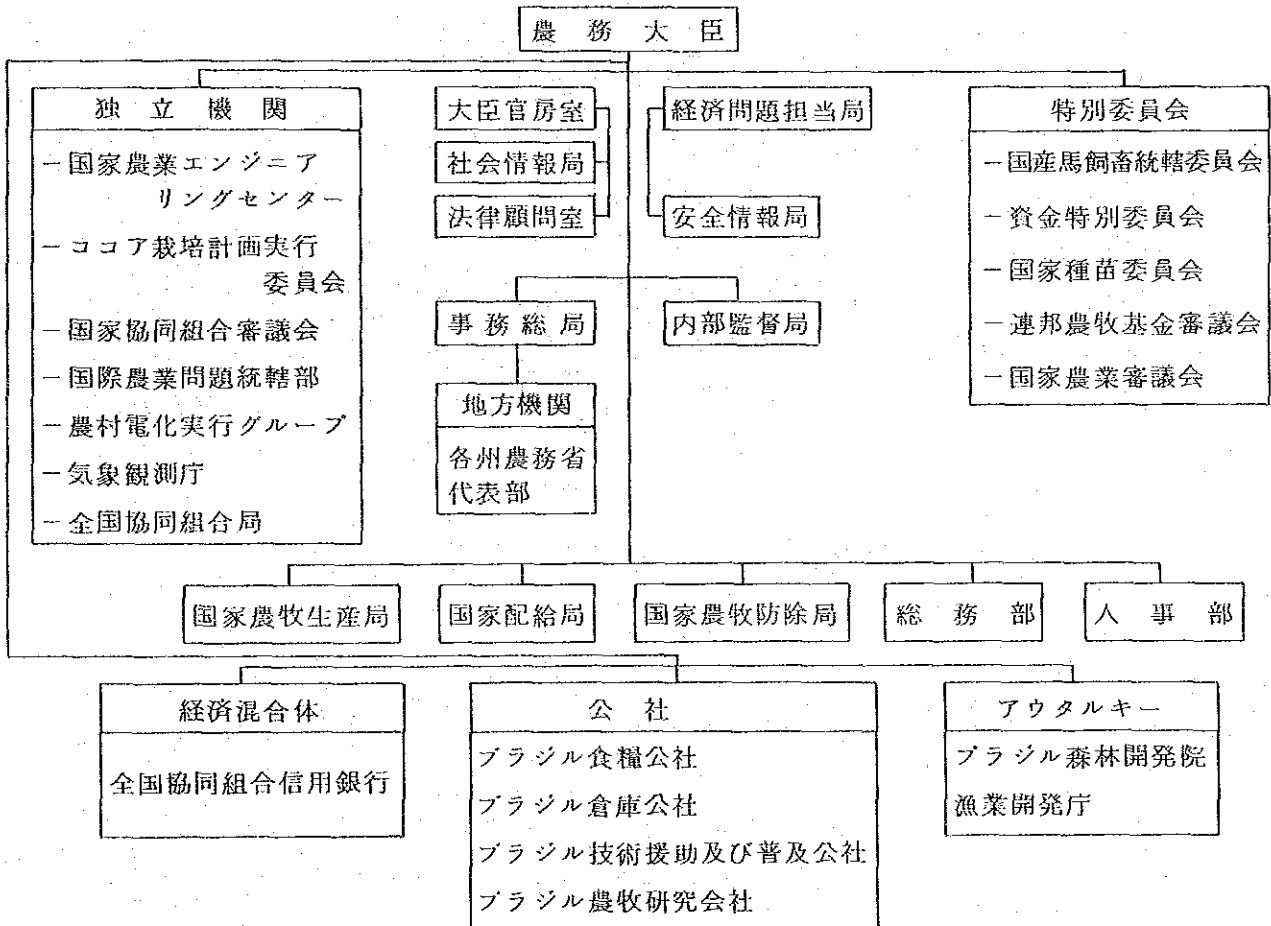 農務大臣
独立機関
－国家農業エンジニア
リングセンター
－ココア栽培計画実行
委員会
－国家協同組合審議会
－国際農業問題統轄部
－農村電化実行グループ
－気象観測庁
－全国協同組合局
大臣官房室
社会情報局
法律顧問室
経済問題担当局
安全情報局
事務総局
内部監督局
地方機関
各州農務省
代表部
特別委員会
－国産馬飼畜統轄委員会
－資金特別委員会
－国家種苗委員会
－連邦農牧基金審議会
－国家農業審議会
国家農牧生産局
国家配給局
国家農牧防除局
総務部
人事部
経済混合体
全国協同組合信用銀行
公社
ブラジル食糧公社
ブラジル倉庫公社
ブラジル技術援助及び普及公社
ブラジル農牧研究会社
アウタルキー
ブラジル森林開発院
漁業開発庁